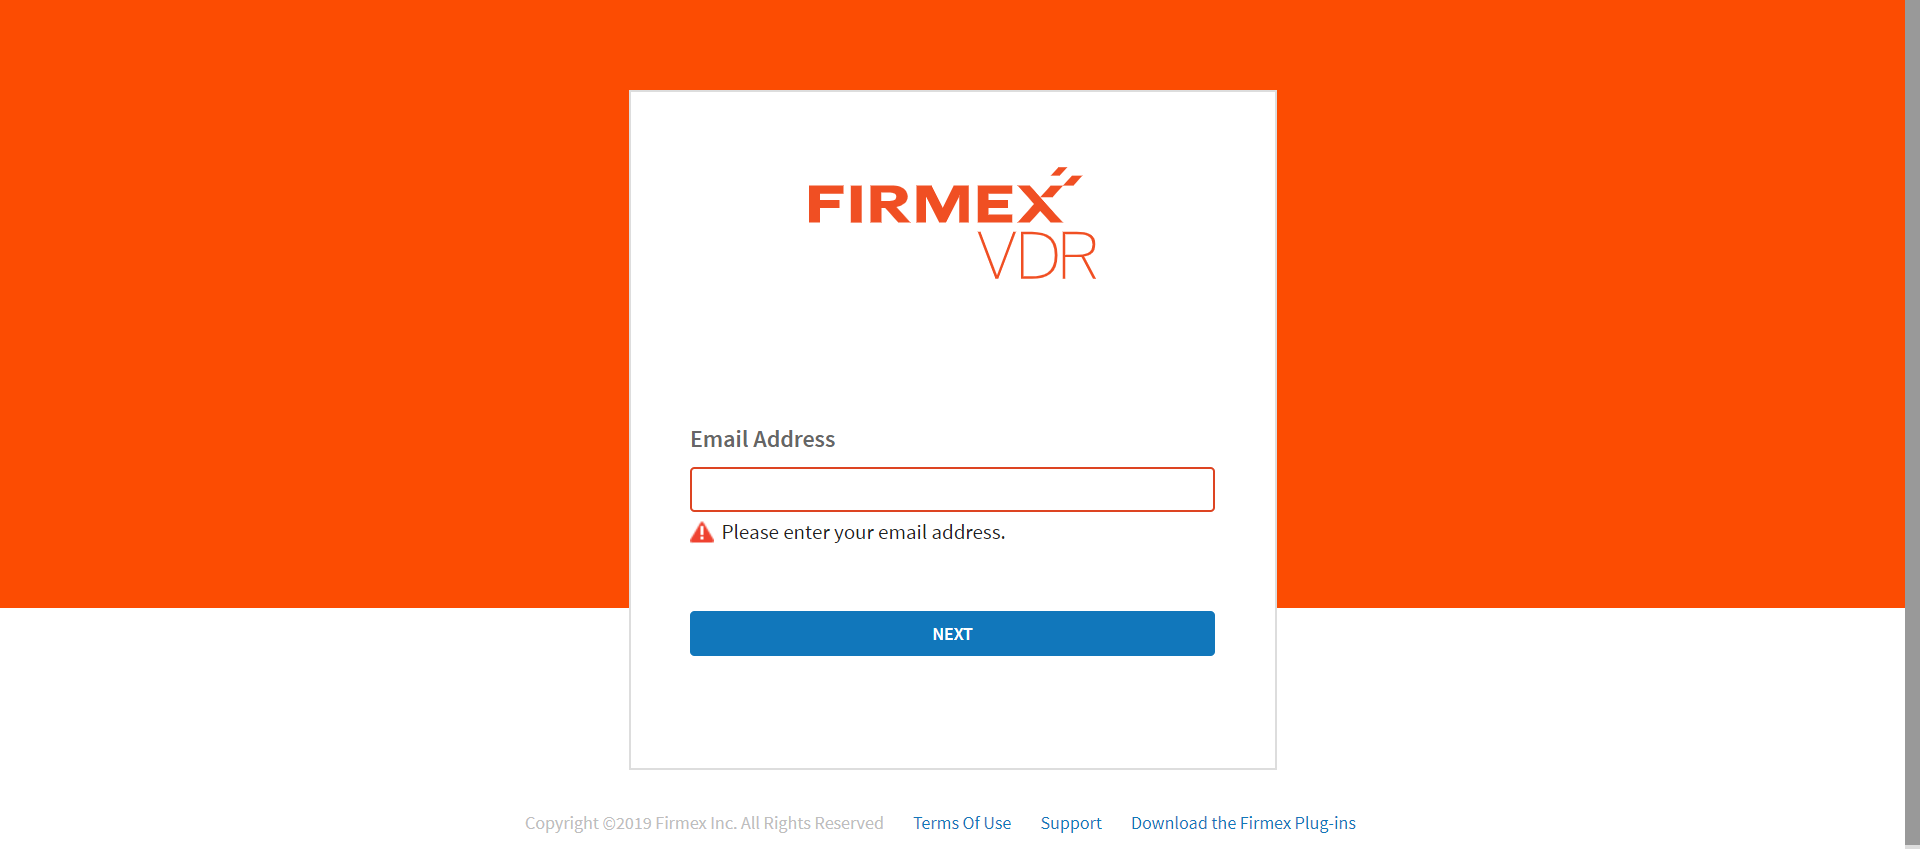 FIRMEX
VDR
Email Address
Please enter your email address.
NEXT
Copyright ©2019 Firmex Inc. All Rights Reserved Terms Of Use Support Download the Firmex Plug-ins